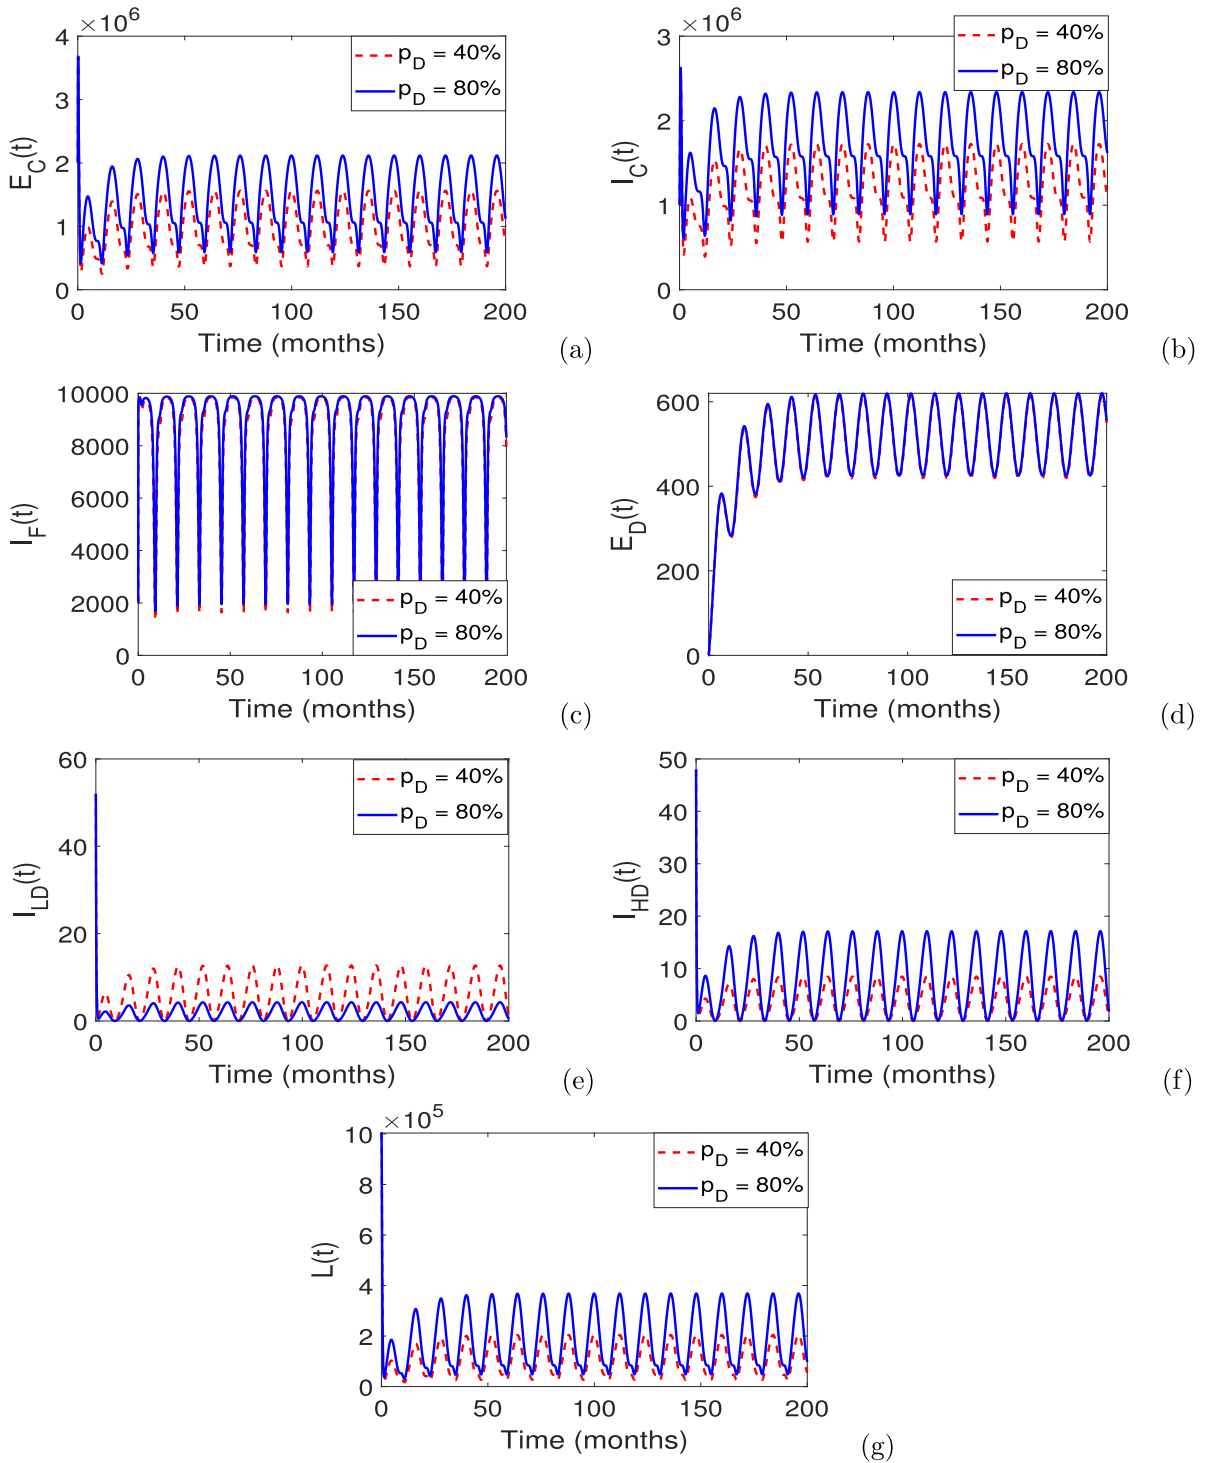 ×10^6
4
3
2
1
0
E_C(t)
0 50 100 150 200
Time (months)
p_D = 40%
p_D = 80%
(a)
×10^6
3
2
1
0
I_C(t)
0 50 100 150 200
Time (months)
p_D = 40%
p_D = 80%
(b)
10000
8000
6000
4000
2000
0
I_F(t)
0 50 100 150 200
Time (months)
p_D = 40%
p_D = 80%
(c)
600
400
200
0
E_D(t)
0 50 100 150 200
Time (months)
p_D = 40%
p_D = 80%
(d)
60
40
20
0
I_LD(t)
0 50 100 150 200
Time (months)
p_D = 40%
p_D = 80%
(e)
50
40
30
20
10
0
I_HD(t)
0 50 100 150 200
Time (months)
p_D = 40%
p_D = 80%
(f)
×10^5
10
8
6
4
2
0
L(t)
0 50 100 150 200
Time (months)
p_D = 40%
p_D = 80%
(g)